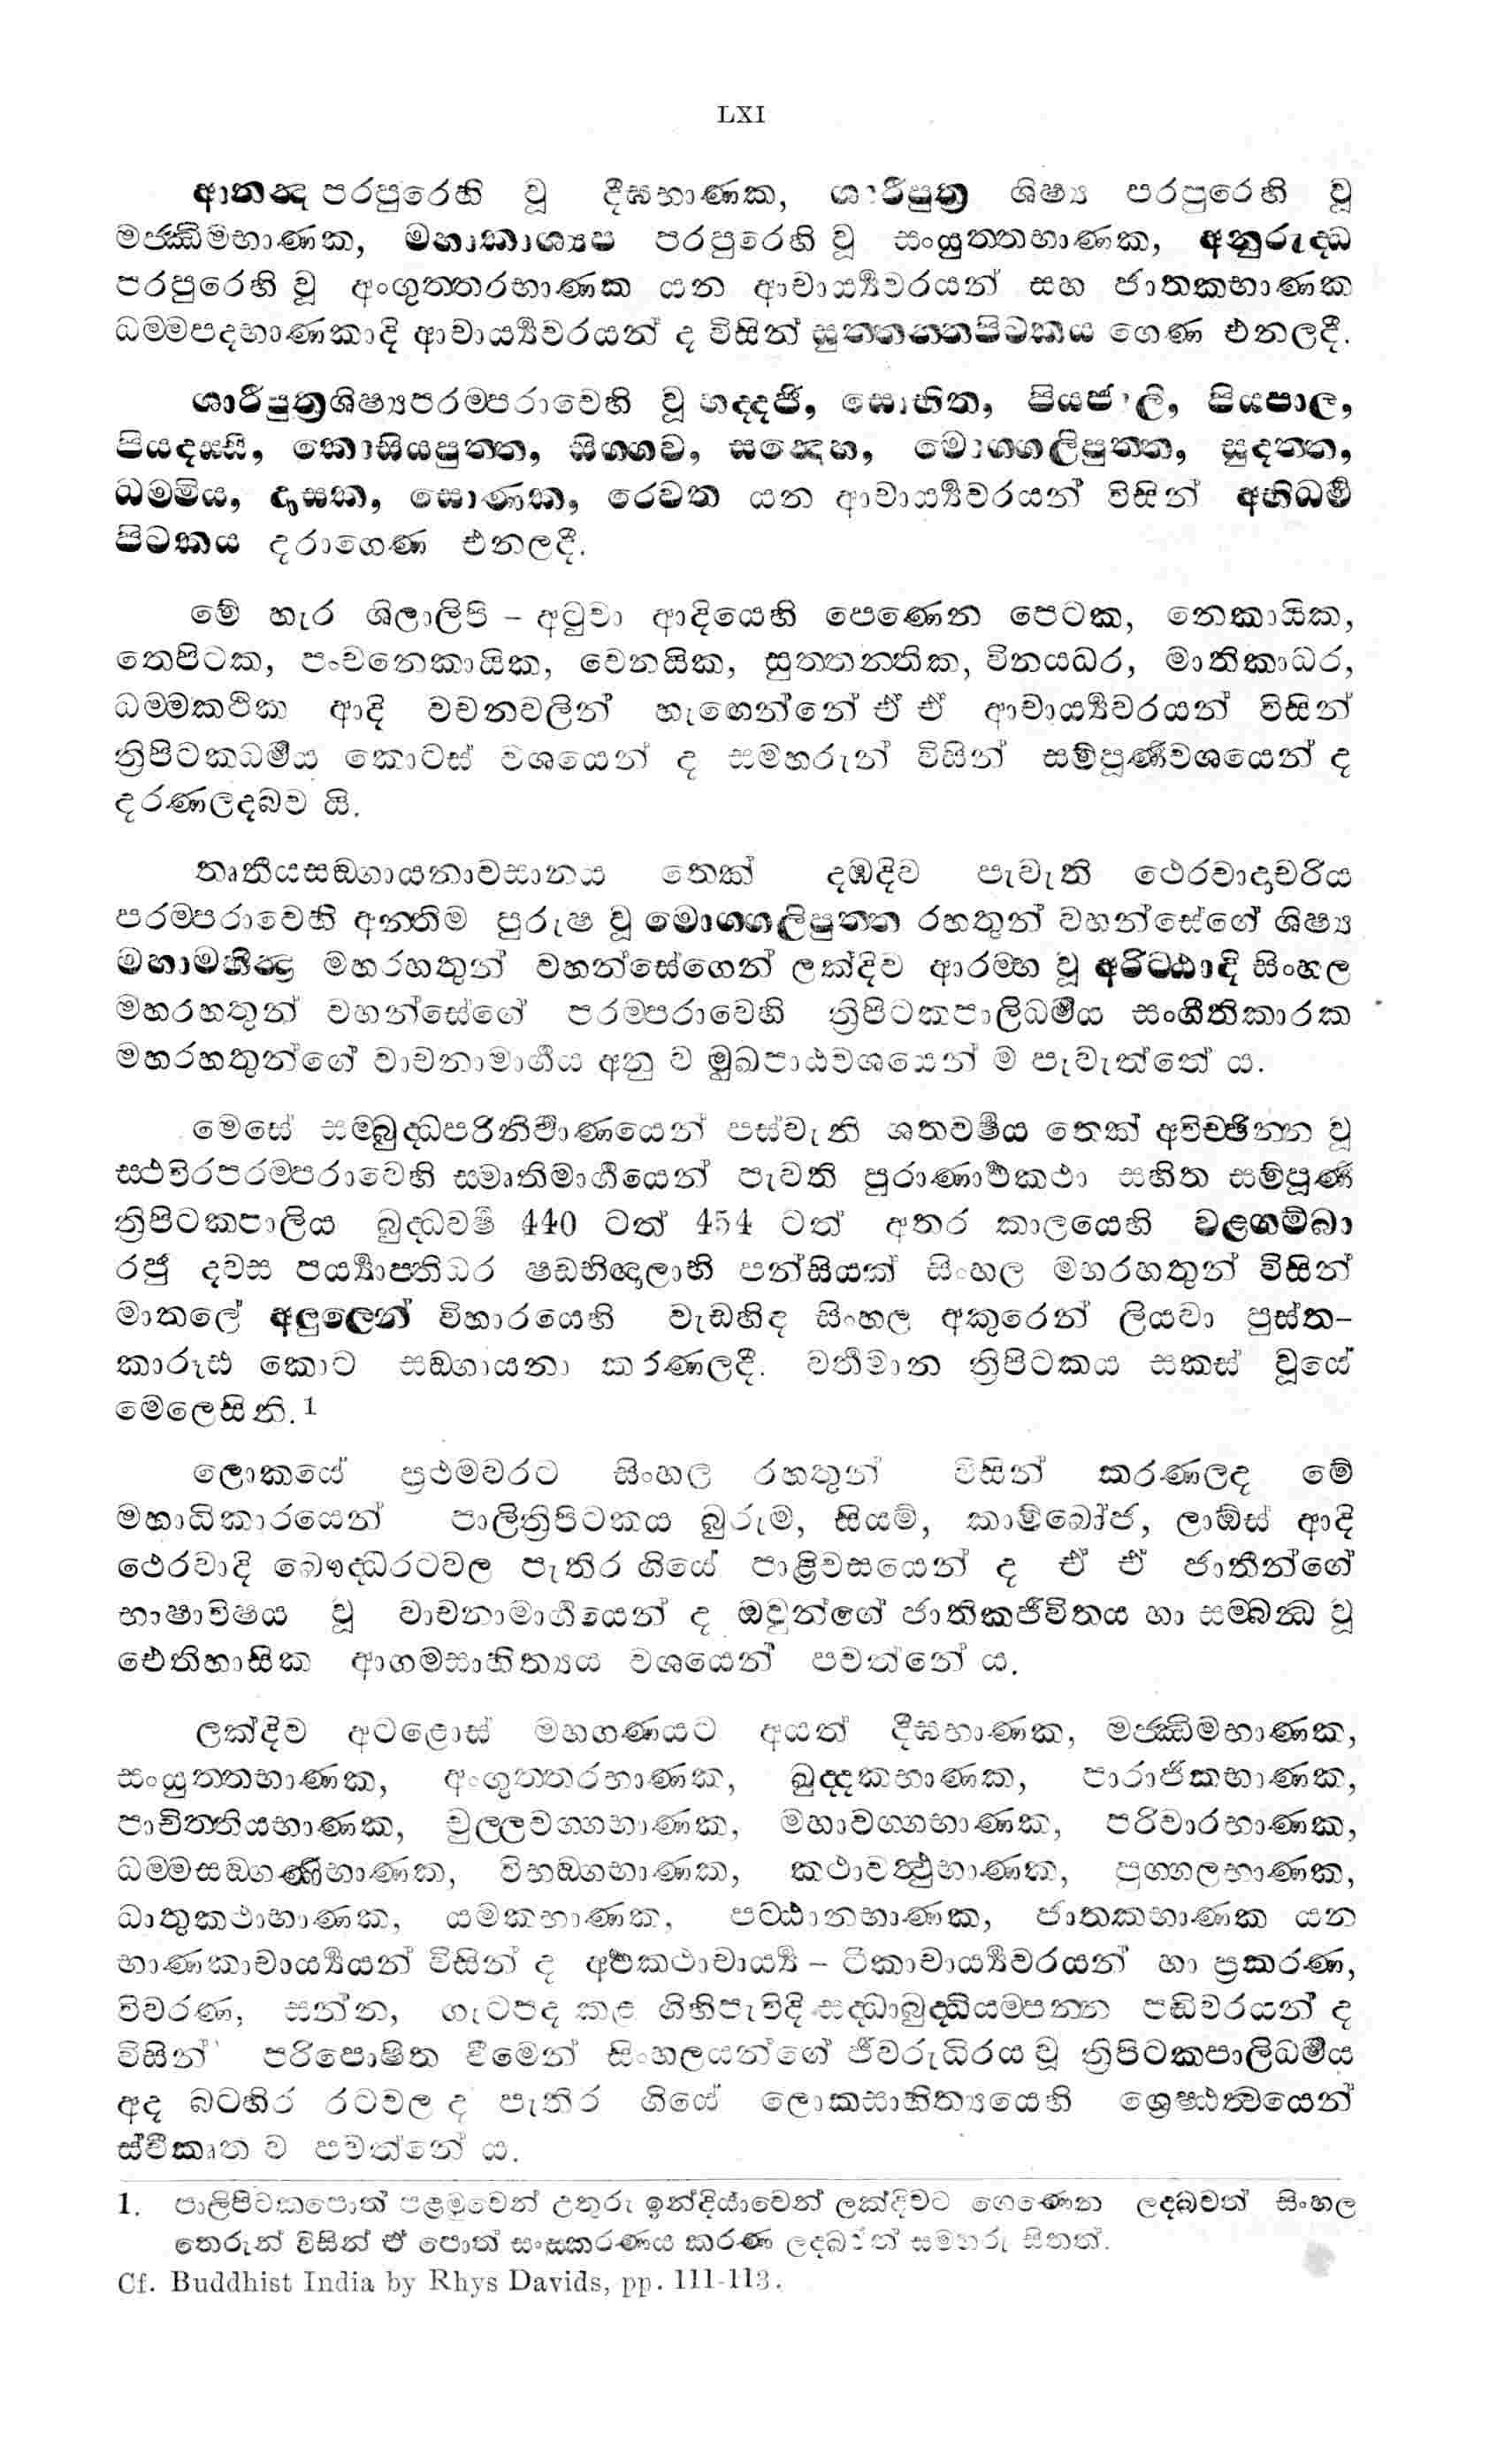 LXI
ආනන්‍ද පරපුරෙහි වූ දීඝභාණක, ශාරීපුත්‍ර ශිෂ්‍ය පරපුරෙහි වූ
මජ්ඣිමභාණක, මහාකාශ්‍යප පරපුරෙහි වූ සංයුත්තභාණක, අනුරුද්ධ
පරපුරෙහි වූ අංගුත්තරභාණක යන ආචාර්‍ය්‍යවරයන් සහ ජාතකභාණක
ධම්මපදභාණකාදි ආචාර්‍ය්‍යවරයන් ද විසින් සුත්තන්තපිටකය ගෙණ එනලදී.
ශාරීපුත්‍රශිෂ්‍යපරම්පරාවෙහි වූ භද්දජි, සොභිත, පියජාලි, පියපාල,
පියදස්සි, කොසියපුත්ත, සිග්ගව, සන්දෙහ, මොග්ගලිපුත්ත, සුදත්ත,
ධම්මිය, දාසක, සොණක, රෙවත යන ආචාර්‍ය්‍යවරයන් විසින් අභිධර්‍ම
පිටකය දරාගෙණ එනලදී.
මේ හැර ශිලාලිපි – අටුවා ආදියෙහි පෙණෙන පෙටක, නෙකායික,
තෙපිටක, පංචනෙකායික, වෙනයික, සුත්තන්තික, විනයධර, මාතිකාධර,
ධම්මකථික ආදි වචනවලින් හැඟෙන්නේ ඒ ඒ ආචාර්‍ය්‍යවරයන් විසින්
ත්‍රිපිටකධර්‍මය කොටස් වශයෙන් ද සමහරුන් විසින් සම්පූර්‍ණවශයෙන් ද
දරණලදබව යි.
තෘතීයසඞ්ගායනාවසානය තෙක් දඹදිව පැවැති ථෙරවාදාචරිය
පරම්පරාවෙහි අන්තිම පුරුෂ වූ මොග්ගලිපුත්ත රහතුන් වහන්සේගේ ශිෂ්‍ය
මහාමහින්‍ද්‍ර මහරහතුන් වහන්සේගෙන් ලක්දිව ආරම්භ වූ අරිට්ඨාදි සිංහල
මහරහතුන් වහන්සේගේ පරම්පරාවෙහි ත්‍රිපිටකපාලිධර්‍මය සංගීතිකාරක
මහරහතුන්ගේ වාචනාමාර්‍ගය අනු ව මුඛපාඨවශයෙන් ම පැවැත්තේ ය.
මෙසේ සම්බුද්ධපරිනිර්‍වාණයෙන් පස්වැනි ශතවර්‍ෂය තෙක් අවිච්ඡින්න වූ
ස්ථවිරපරම්පරාවෙහි ස්මෘතිමාර්‍ගයෙන් පැවති පුරාණාර්‍ථකථා සහිත සම්පූර්‍ණ
ත්‍රිපිටකපාලිය බුද්ධවර්‍ෂ 440 ටත් 454 ටත් අතර කාලයෙහි වළගම්බා
රජු දවස පර්‍ය්‍යාප්තිධර ෂඩභිඥාලාභි පන්සියක් සිංහල මහරහතුන් විසින්
මාතලේ අලුලෙන් විහාරයෙහි වැඩහිඳ සිංහල අකුරෙන් ලියවා පුස්ත–
කාරූඪ කොට සඞ්ගායනා කරණලදී. වර්‍තමාන ත්‍රිපිටකය සකස් වූයේ
මෙලෙසිනි.1
ලොකයේ ප්‍රථමවරට සිංහල රහතුන් විසින් කරණලද මේ
මහාධිකාරයෙන් පාලිත්‍රිපිටකය බුරුම, සියම්, කාම්බෝජ, ලාඕස් ආදි
ථෙරවාදි බෞද්ධරටවල පැතිර ගියේ පාළිවසයෙන් ද ඒ ඒ ජාතීන්ගේ
භාෂාවිෂය වූ වාචනාමාර්‍ගයෙන් ද ඔවුන්ගේ ජාතිකජීවිතය හා සම්බන්‍ධ වූ
ඓතිහාසික ආගමසාහිත්‍යය වශයෙන් පවත්නේ ය.
ලක්දිව අටළොස් මහගණයට අයත් දීඝභාණක, මජ්ඣිමභාණක,
සංයුත්තභාණක, අංගුත්තරභාණක, ඛුද්දකභාණක, පාරාජිකභාණක,
පාචිත්තියභාණක, චුල්ලවග්ගභාණක, මහාවග්ගභාණක, පරිවාරභාණක,
ධම්මසඞ්ගණීභාණක, විභඞ්ගභාණක, කථාවත්ථුභාණක, පුග්ගලභාණක,
ධාතුකථාභාණක, යමකභාණක, පට්ඨානභාණක, ජාතකභාණක යන
භාණකාචාර්‍ය්‍යයන් විසින් ද අර්‍ථකථාචාර්‍ය්‍ය – ටීකාචාර්‍ය්‍යවරයන් හා ප්‍රකරණ,
විවරණ, සන්න, ගැටපද කළ ගිහිපැවිදි සද්ධාබුද්ධියම්පන්න පඬිවරයන් ද
විසින් පරිපොෂිත වීමෙන් සිංහලයන්ගේ ජීවරුධිරය වූ ත්‍රිපිටකපාලිධර්‍මය
අද බටහිර රටවල ද පැතිර ගියේ ලොකසාහිත්‍යයෙහි ශ්‍රෙෂ්ඨත්‍වයෙන්
ස්වීකෘත ව පවත්නේ ය.
1. පාලිපිටකපොත් පළමුවෙන් උතුරු ඉන්දියාවෙන් ලක්දිවට ගෙණෙන ලදබවත් සිංහල
තෙරුන් විසින් ඒ පොත් සංස්කරණය කරණ ලදබවත් සමහරු සිතත්.
Cf. Buddhist India by Rhys Davids, pp. 111-113.